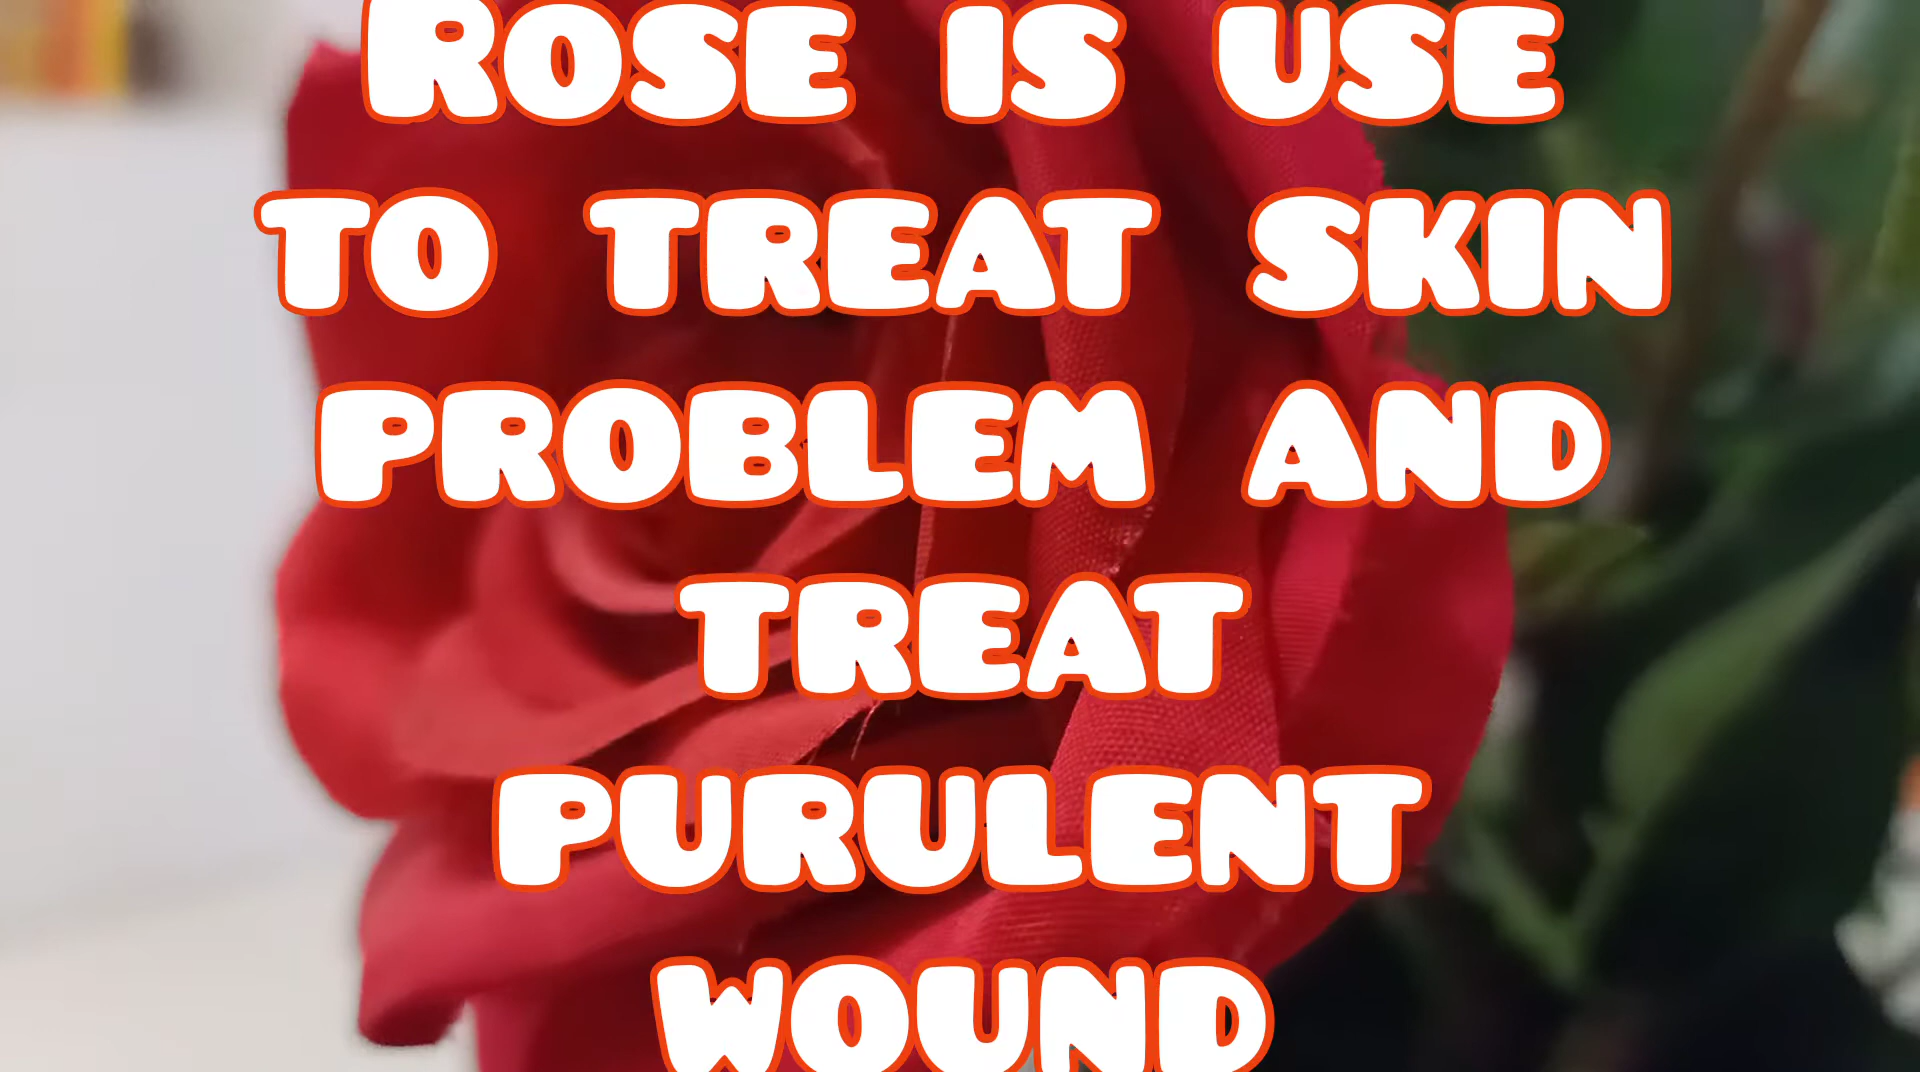 Rose is use
to treat skin
problem and
treat
purulent
wound